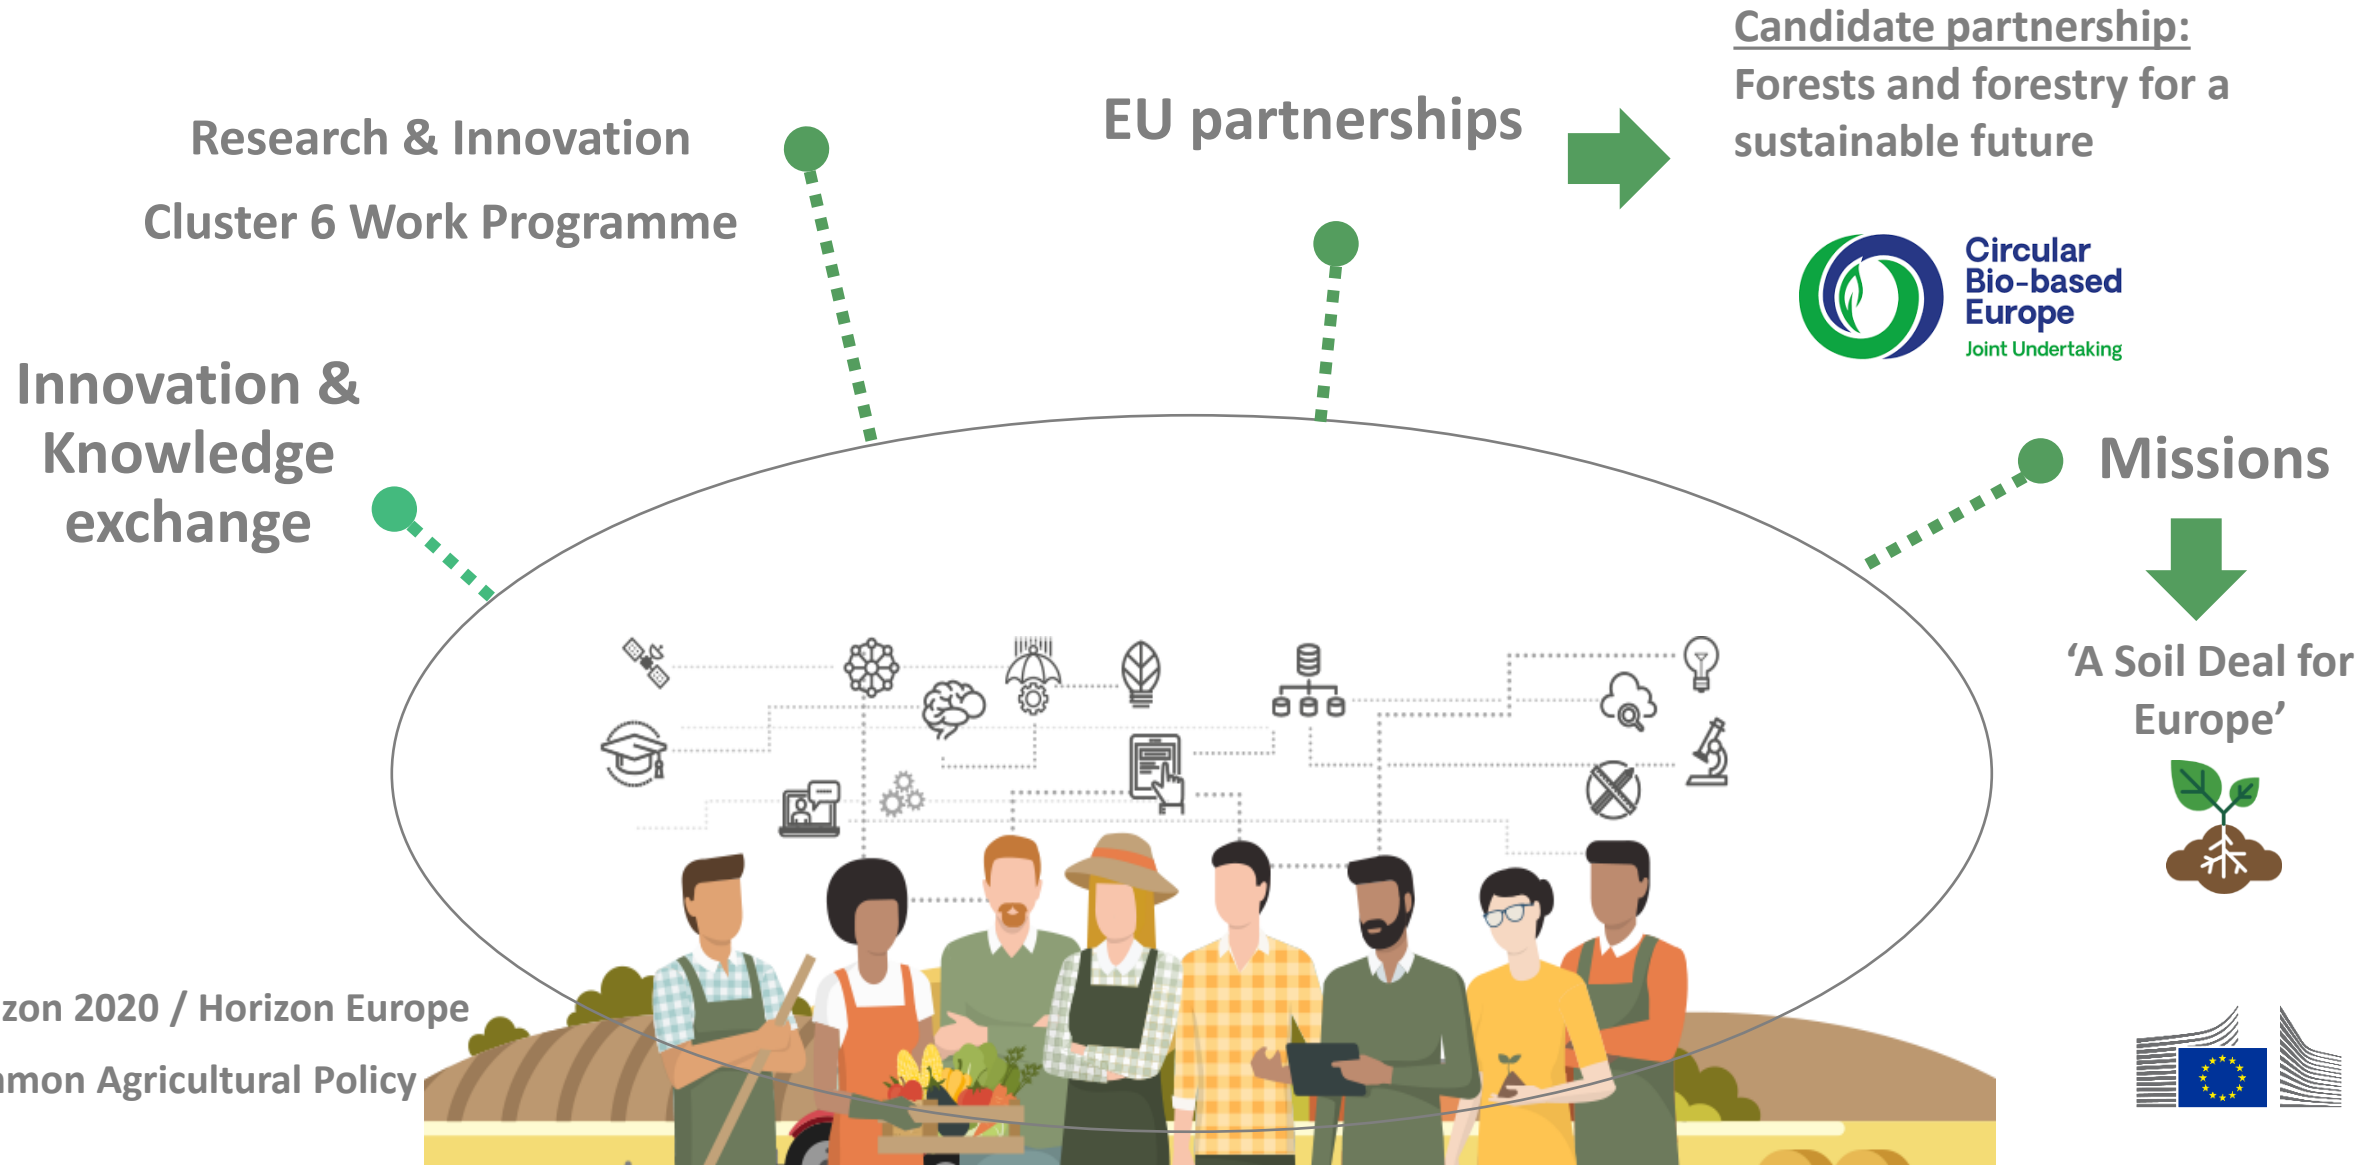 Candidate partnership:
Forests and forestry for a
sustainable future
EU partnerships
Research & Innovation
Cluster 6 Work Programme
Circular
Bio-based
Europe
Joint Undertaking
Innovation &
Knowledge
exchange
Missions
‘A Soil Deal for
Europe’
zon 2020 / Horizon Europe
mon Agricultural Policy